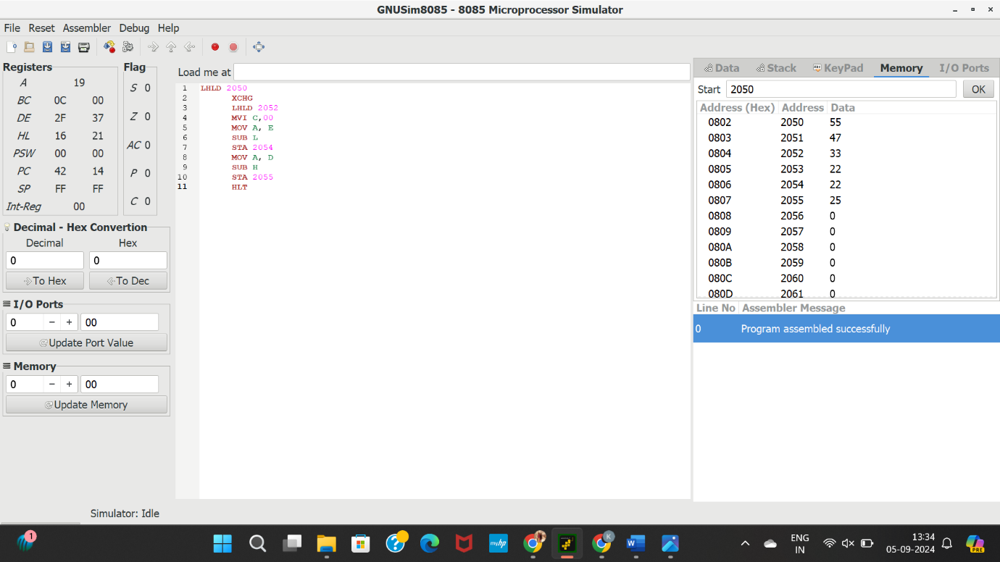 GNUSim8085 - 8085 Microprocessor Simulator
File Reset Assembler Debug Help
Registers
A 19
BC 0C 00
DE 2F 37
HL 16 21
PSW 00 00
PC 42 14
SP FF FF
Int-Reg 00
Flag
S 0
Z 0
AC 0
P 0
C 0
Decimal - Hex Convertion
Decimal Hex
0 0
To Hex To Dec
I/O Ports
0 - + 00
Update Port Value
Memory
0 - + 00
Update Memory
Load me at
1 LHLD 2050
2 XCHG
3 LHLD 2052
4 MVI C,00
5 MOV A, E
6 SUB L
7 STA 2054
8 MOV A, D
9 SUB H
10 STA 2055
11 HLT
Data Stack KeyPad Memory I/O Ports
Start 2050 OK
Address (Hex) Address Data
0802 2050 55
0803 2051 47
0804 2052 33
0805 2053 22
0806 2054 22
0807 2055 25
0808 2056 0
0809 2057 0
080A 2058 0
080B 2059 0
080C 2060 0
080D 2061 0
Line No Assembler Message
0 Program assembled successfully
Simulator: Idle
1
myhp
K
W
ENG
IN
13:34
05-09-2024
PRE